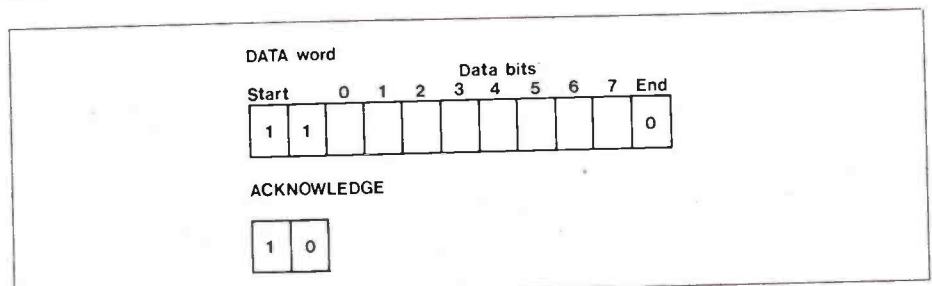 DATA word
Data bits
Start 0 1 2 3 4 5 6 7 End
1 1 0
ACKNOWLEDGE
1 0